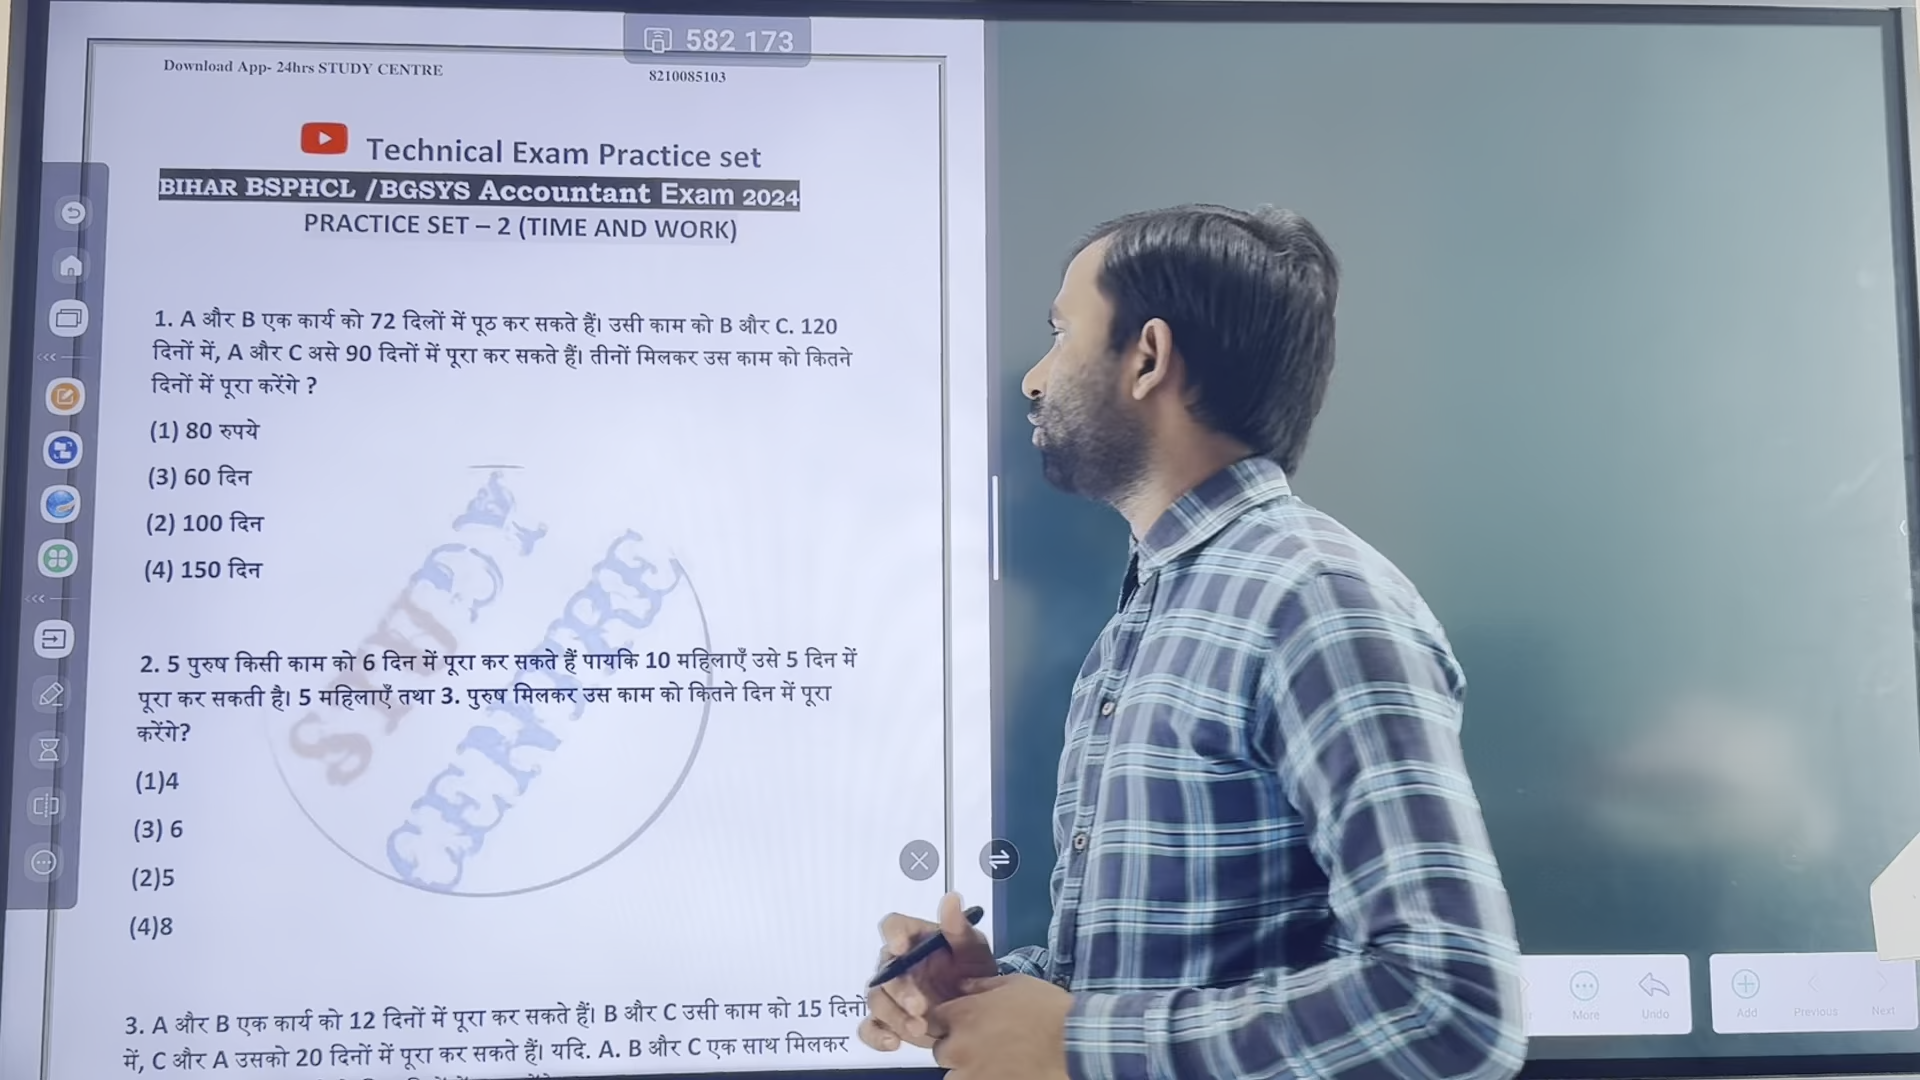 582 173
Download App- 24hrs STUDY CENTRE
8210085103
Technical Exam Practice set
BIHAR BSPHCL /BGSYS Accountant Exam 2024
PRACTICE SET – 2 (TIME AND WORK)
1. A और B एक कार्य को 72 दिलों में पूठ कर सकते हैं। उसी काम को B और C. 120
दिनों में, A और C असे 90 दिनों में पूरा कर सकते हैं। तीनों मिलकर उस काम को कितने
दिनों में पूरा करेंगे ?
(1) 80 रुपये
(3) 60 दिन
(2) 100 दिन
(4) 150 दिन
STUDY
CENTRE
2. 5 पुरुष किसी काम को 6 दिन में पूरा कर सकते हैं पायकि 10 महिलाएँ उसे 5 दिन में
पूरा कर सकती है। 5 महिलाएँ तथा 3. पुरुष मिलकर उस काम को कितने दिन में पूरा
करेंगे?
(1)4
(3) 6
(2)5
(4)8
3. A और B एक कार्य को 12 दिनों में पूरा कर सकते हैं। B और C उसी काम को 15 दिनों
में, C और A उसको 20 दिनों में पूरा कर सकते हैं। यदि. A. B और C एक साथ मिलकर
More
Undo
Add
Previous
Next